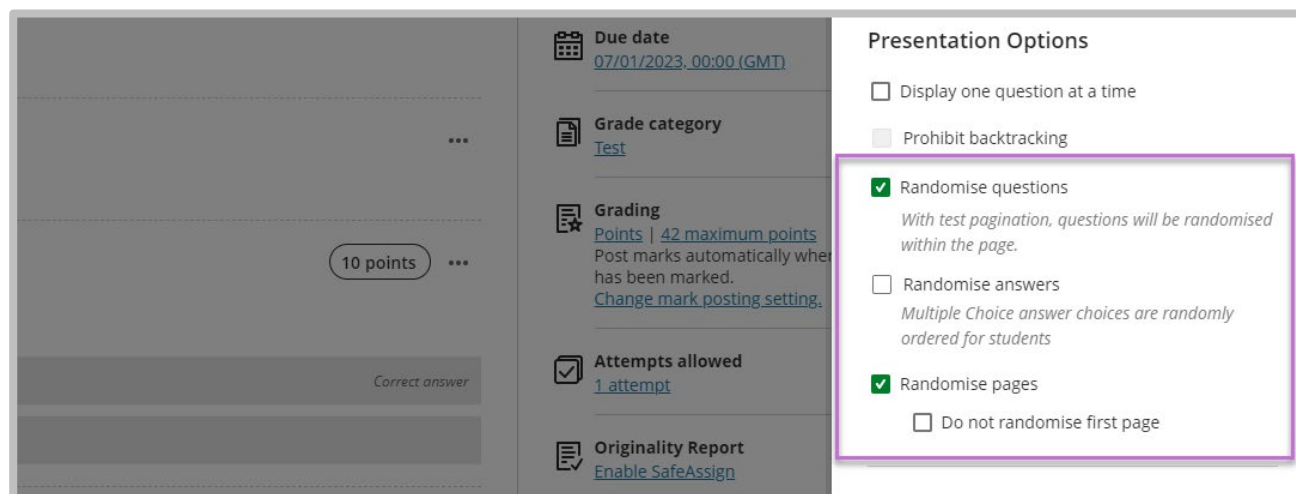 •••
10 points •••
Correct answer
Due date
07/01/2023, 00:00 (GMT)
Grade category
Test
Grading
Points | 42 maximum points
Post marks automatically when
has been marked.
Change mark posting setting.
Attempts allowed
1 attempt
Originality Report
Enable SafeAssign
Presentation Options
Display one question at a time
Prohibit backtracking
Randomise questions
With test pagination, questions will be randomised
within the page.
Randomise answers
Multiple Choice answer choices are randomly
ordered for students
Randomise pages
Do not randomise first page